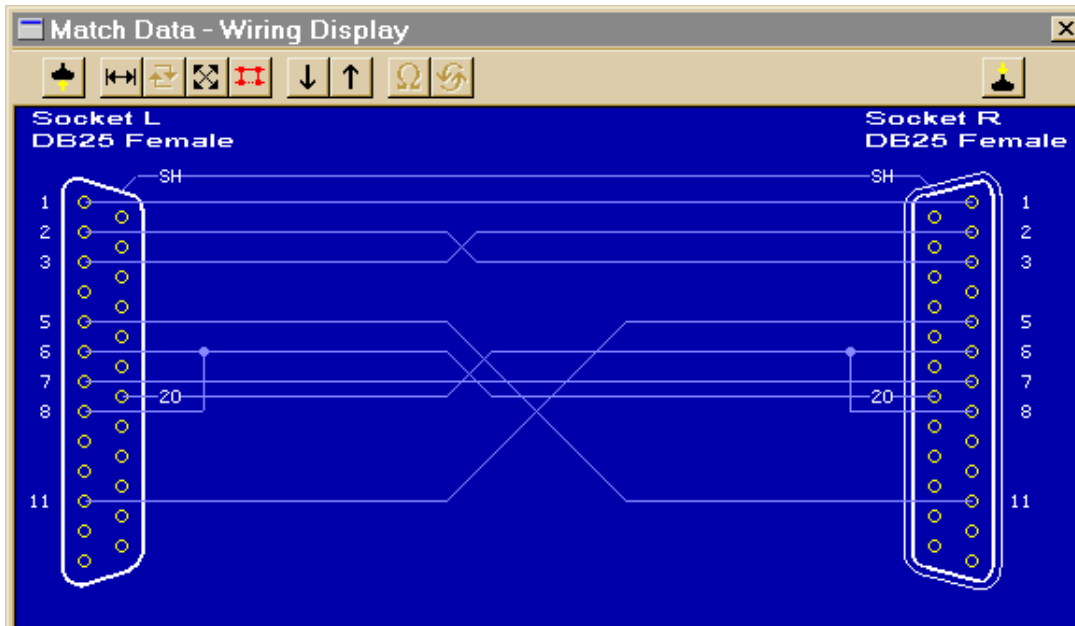 Match Data - Wiring Display
Ω
Socket L
DB25 Female
Socket R
DB25 Female
SH SH
1 1
2 2
3 3
5 5
6 6
7 7
20 20
8 8
11 11